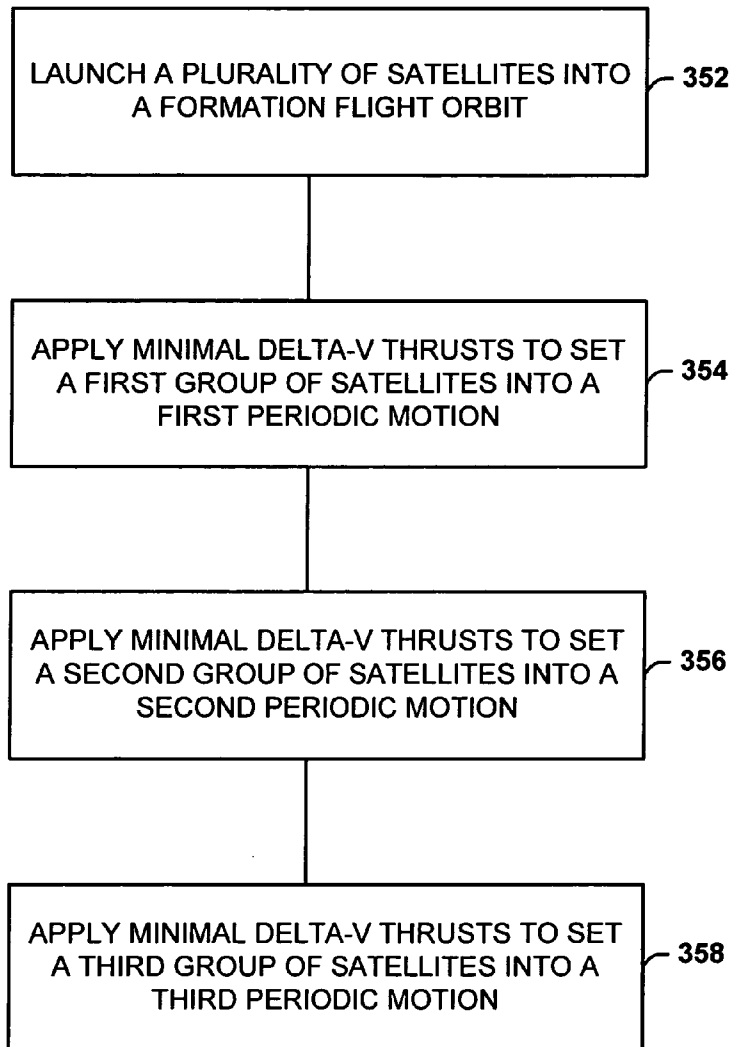 LAUNCH A PLURALITY OF SATELLITES INTO
A FORMATION FLIGHT ORBIT
352
APPLY MINIMAL DELTA-V THRUSTS TO SET
A FIRST GROUP OF SATELLITES INTO A
FIRST PERIODIC MOTION
354
APPLY MINIMAL DELTA-V THRUSTS TO SET
A SECOND GROUP OF SATELLITES INTO A
SECOND PERIODIC MOTION
356
APPLY MINIMAL DELTA-V THRUSTS TO SET
A THIRD GROUP OF SATELLITES INTO A
THIRD PERIODIC MOTION
358